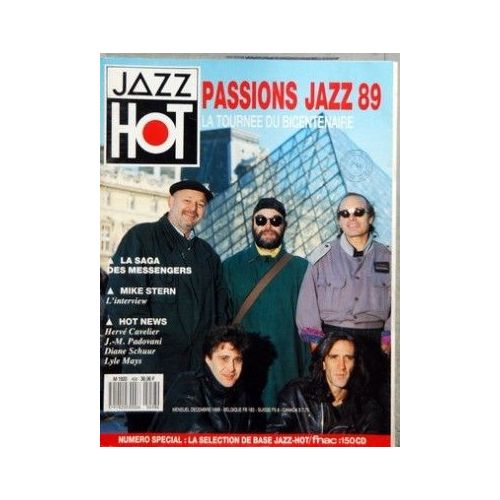 JAZZ
HOT
PASSIONS JAZZ 89
LA TOURNEE DU BICENTENAIRE
▲ LA SAGA
DES MESSENGERS
▲ MIKE STERN
L'interview
▲ HOT NEWS
Hervé Cavelier
J.-M. Padovani
Diane Schuur
Lyle Mays
NUMERO SPECIAL : LA SELECTION DE BASE JAZZ-HOT/fnac :150CD